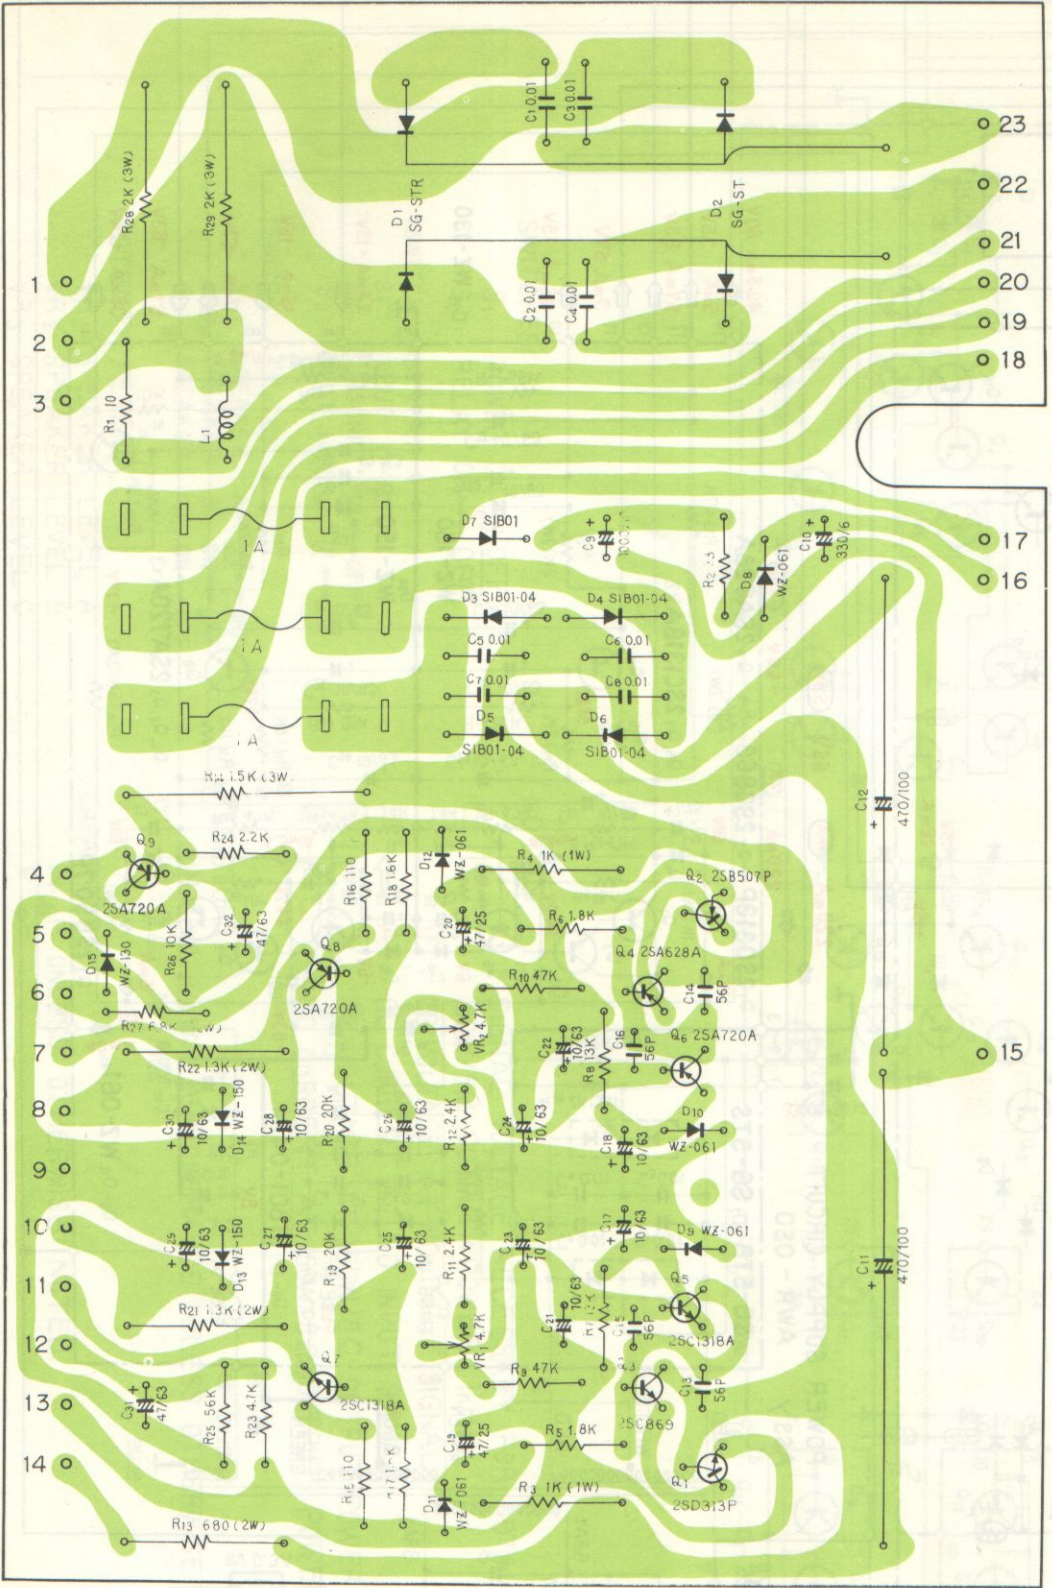 R28 2K (3W)
R29 2K (3W)
C1 0.01
C3 0.01
D1
SG-STR
D2
SG-ST
C2 0.01
C4 0.01
23
22
21
20
19
18
1
2
3
R1 10
L1
1A
D7 SIB01
C9 +
R2
D8
WZ-061
C10 +
330/6
17
16
1A
D3 SIB01-04
D4 SIB01-04
C5 0.01
C6 0.01
C7 0.01
C8 0.01
D5
SIB01-04
D6
SIB01-04
A
R14 1.5K (3W)
C12
+
470/100
Q9
2SA720A
R24 2.2K
R16 110
R18 1.6K
D12
WZ-061
R4 1K (1W)
Q2 2SB507P
4
5
6
7
8
9
10
11
12
13
14
D15
WZ-130
R26 10K
C32
+ 47/63
Q8
2SA720A
C20
+ 47/25
R6 1.8K
Q4 2SA628A
R10 47K
C14
56P
R27 6.8K
VR2 4.7K
C22
+ 10/63
R8 13K
C16
56P
Q6 2SA720A
R22 1.3K (2W)
15
C30
+ 10/63
D14 WZ-150
C28
+ 10/63
R20 20K
C26
+ 10/63
R12 2.4K
C24
+ 10/63
C18
+ 10/63
D10
WZ-061
C29
+ 10/63
D13 WZ-150
C27
+ 10/63
R19 20K
C25
+ 10/63
R11 2.4K
C23
+ 10/63
C17
+ 10/63
D9 WZ-061
C11
+
470/100
R21 1.3K (2W)
VR1 4.7K
C21
+ 10/63
56P
Q5
2SC1318A
C31 +
47/63
R25 5.6K
R23 4.7K
2SC1318A
R9 47K
2SC869
C13
56P
110
C19
+ 47/25
R5 1.8K
Q1
2SD313P
D11
WZ-061
R3 1K (1W)
R13 680 (2W)